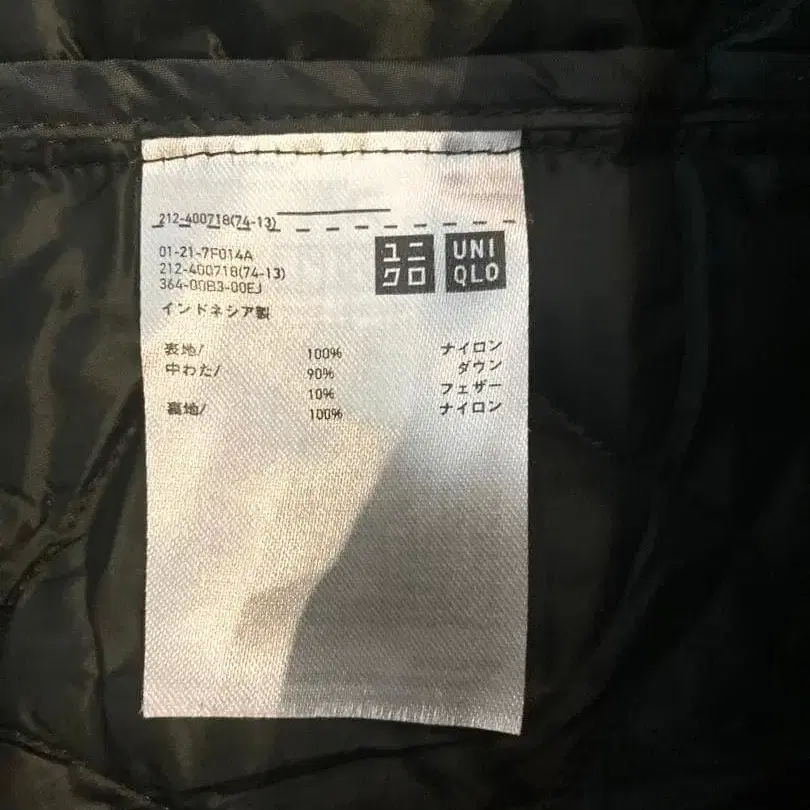 212-400718(74-13)
01-21-7F014A
212-400718(74-13)
364-00B3-00EJ
ユニ
クロ
UNI
QLO
インドネシア製
表地/ 100% ナイロン
中わた/ 90% ダウン
10% フェザー
裏地/ 100% ナイロン